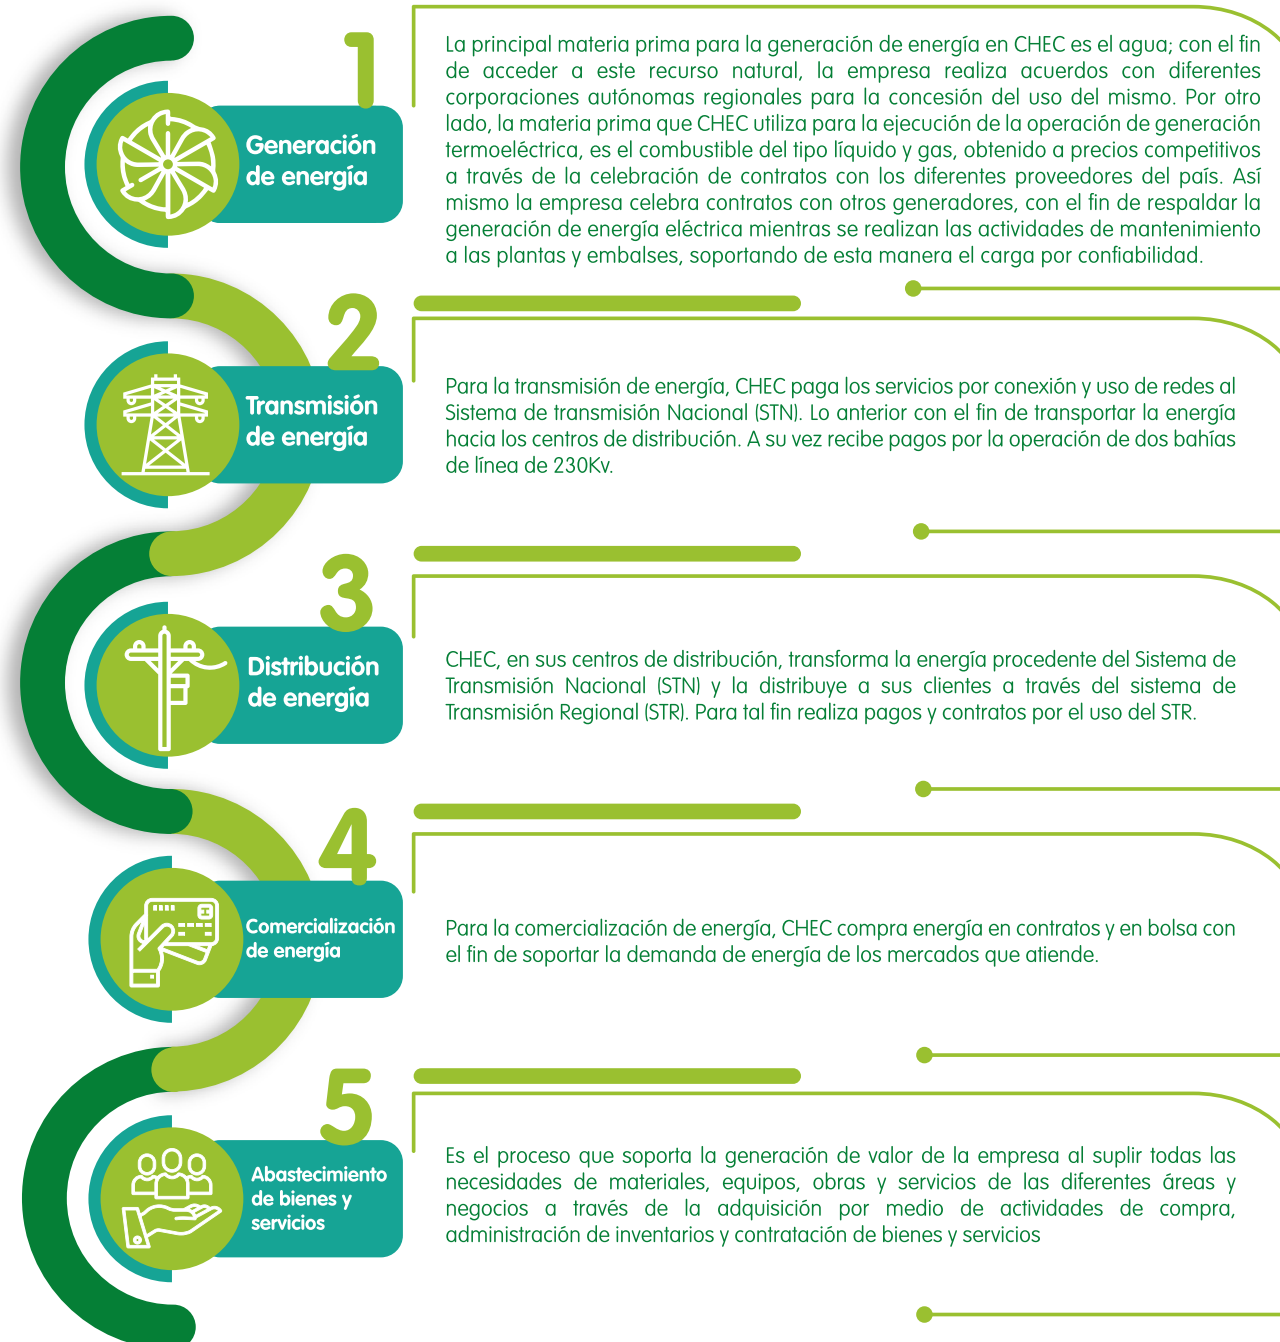 1
Generación
de energía
La principal materia prima para la generación de energía en CHEC es el agua; con el fin
de acceder a este recurso natural, la empresa realiza acuerdos con diferentes
corporaciones autónomas regionales para la concesión del uso del mismo. Por otro
lado, la materia prima que CHEC utiliza para la ejecución de la operación de generación
termoeléctrica, es el combustible del tipo líquido y gas, obtenido a precios competitivos
a través de la celebración de contratos con los diferentes proveedores del país. Así
mismo la empresa celebra contratos con otros generadores, con el fin de respaldar la
generación de energía eléctrica mientras se realizan las actividades de mantenimiento
a las plantas y embalses, soportando de esta manera el carga por confiabilidad.
2
Transmisión
de energía
Para la transmisión de energía, CHEC paga los servicios por conexión y uso de redes al
Sistema de transmisión Nacional (STN). Lo anterior con el fin de transportar la energía
hacia los centros de distribución. A su vez recibe pagos por la operación de dos bahías
de línea de 230Kv.
3
Distribución
de energía
CHEC, en sus centros de distribución, transforma la energía procedente del Sistema de
Transmisión Nacional (STN) y la distribuye a sus clientes a través del sistema de
Transmisión Regional (STR). Para tal fin realiza pagos y contratos por el uso del STR.
4
Comercialización
de energía
Para la comercialización de energía, CHEC compra energía en contratos y en bolsa con
el fin de soportar la demanda de energía de los mercados que atiende.
5
Abastecimiento
de bienes y
servicios
Es el proceso que soporta la generación de valor de la empresa al suplir todas las
necesidades de materiales, equipos, obras y servicios de las diferentes áreas y
negocios a través de la adquisición por medio de actividades de compra,
administración de inventarios y contratación de bienes y servicios